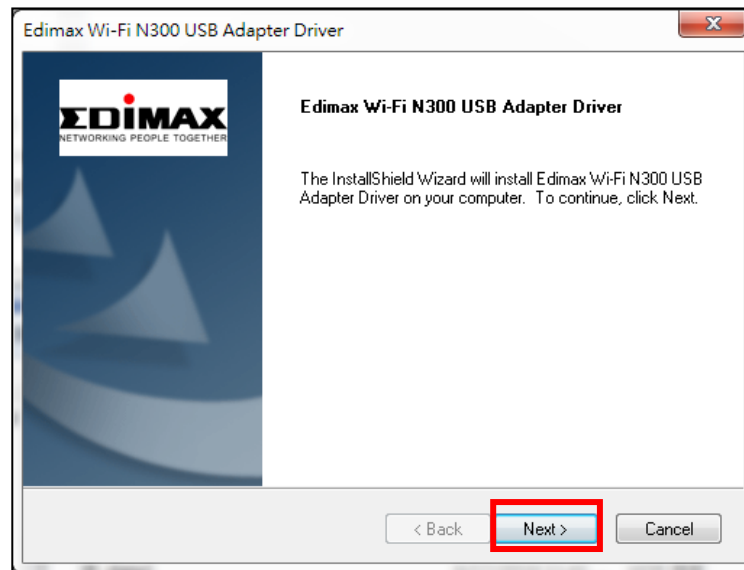 Edimax Wi-Fi N300 USB Adapter Driver
EDIMAX
NETWORKING PEOPLE TOGETHER
Edimax Wi-Fi N300 USB Adapter Driver
The InstallShield Wizard will install Edimax Wi-Fi N300 USB
Adapter Driver on your computer.  To continue, click Next.
< Back
Next >
Cancel